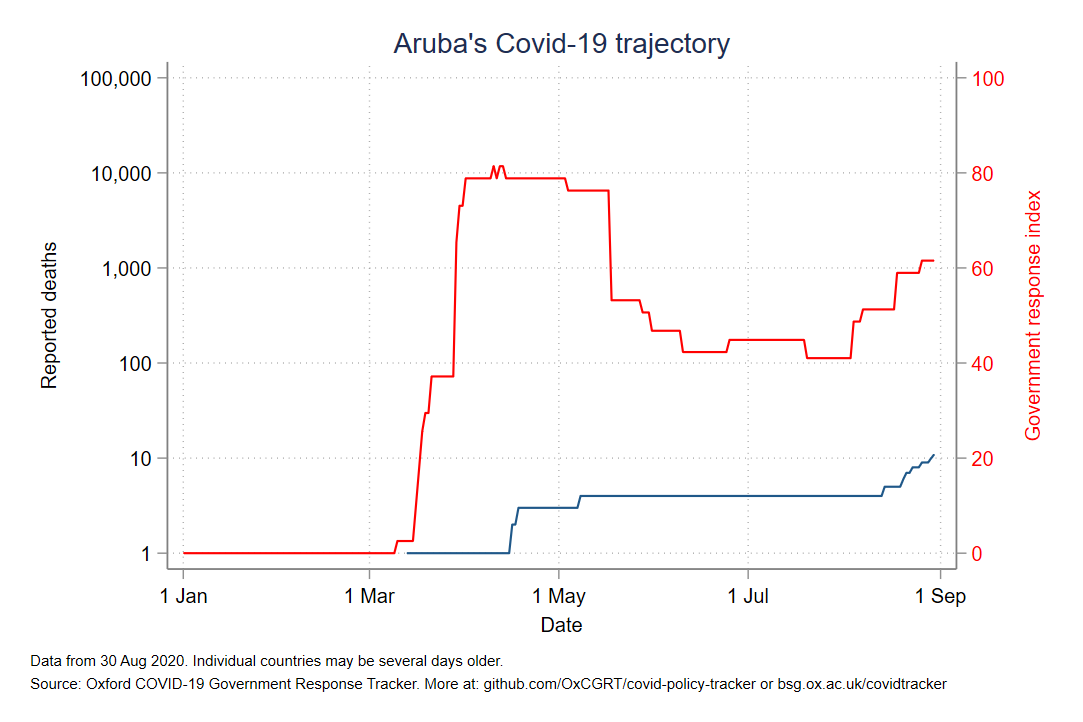 Aruba's Covid-19 trajectory
100,000
10,000
1,000
100
10
1
Reported deaths
100
80
60
40
20
0
Government response index
1 Jan
1 Mar
1 May
1 Jul
1 Sep
Date
Data from 30 Aug 2020. Individual countries may be several days older.
Source: Oxford COVID-19 Government Response Tracker. More at: github.com/OxCGRT/covid-policy-tracker or bsg.ox.ac.uk/covidtracker